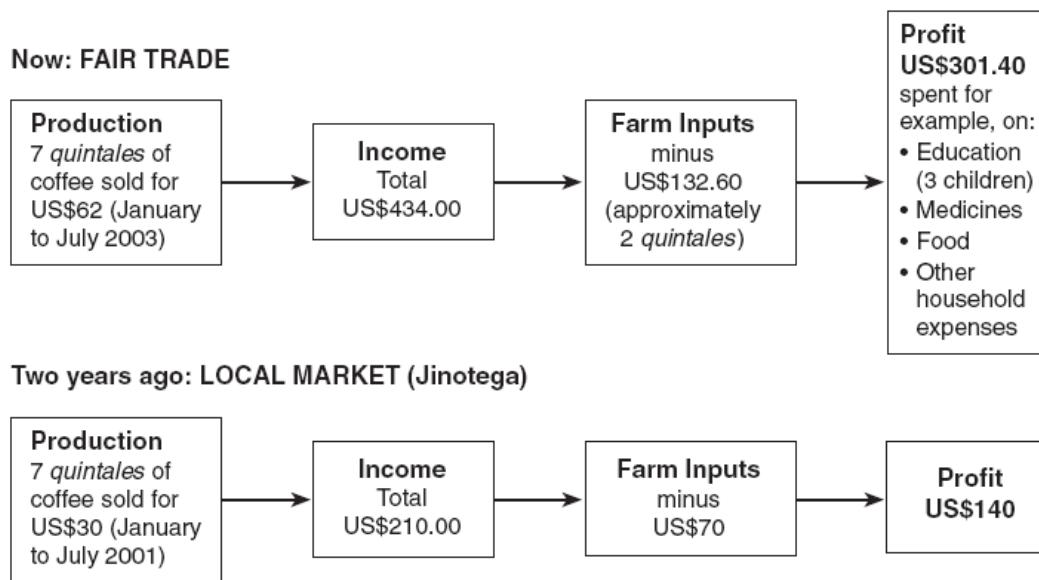 Now: FAIR TRADE
Production
7 quintales of
coffee sold for
US$62 (January
to July 2003)
Income
Total
US$434.00
Farm Inputs
minus
US$132.60
(approximately
2 quintales)
Profit
US$301.40
spent for
example, on:
• Education
(3 children)
• Medicines
• Food
• Other
household
expenses
Two years ago: LOCAL MARKET (Jinotega)
Production
7 quintales of
coffee sold for
US$30 (January
to July 2001)
Income
Total
US$210.00
Farm Inputs
minus
US$70
Profit
US$140